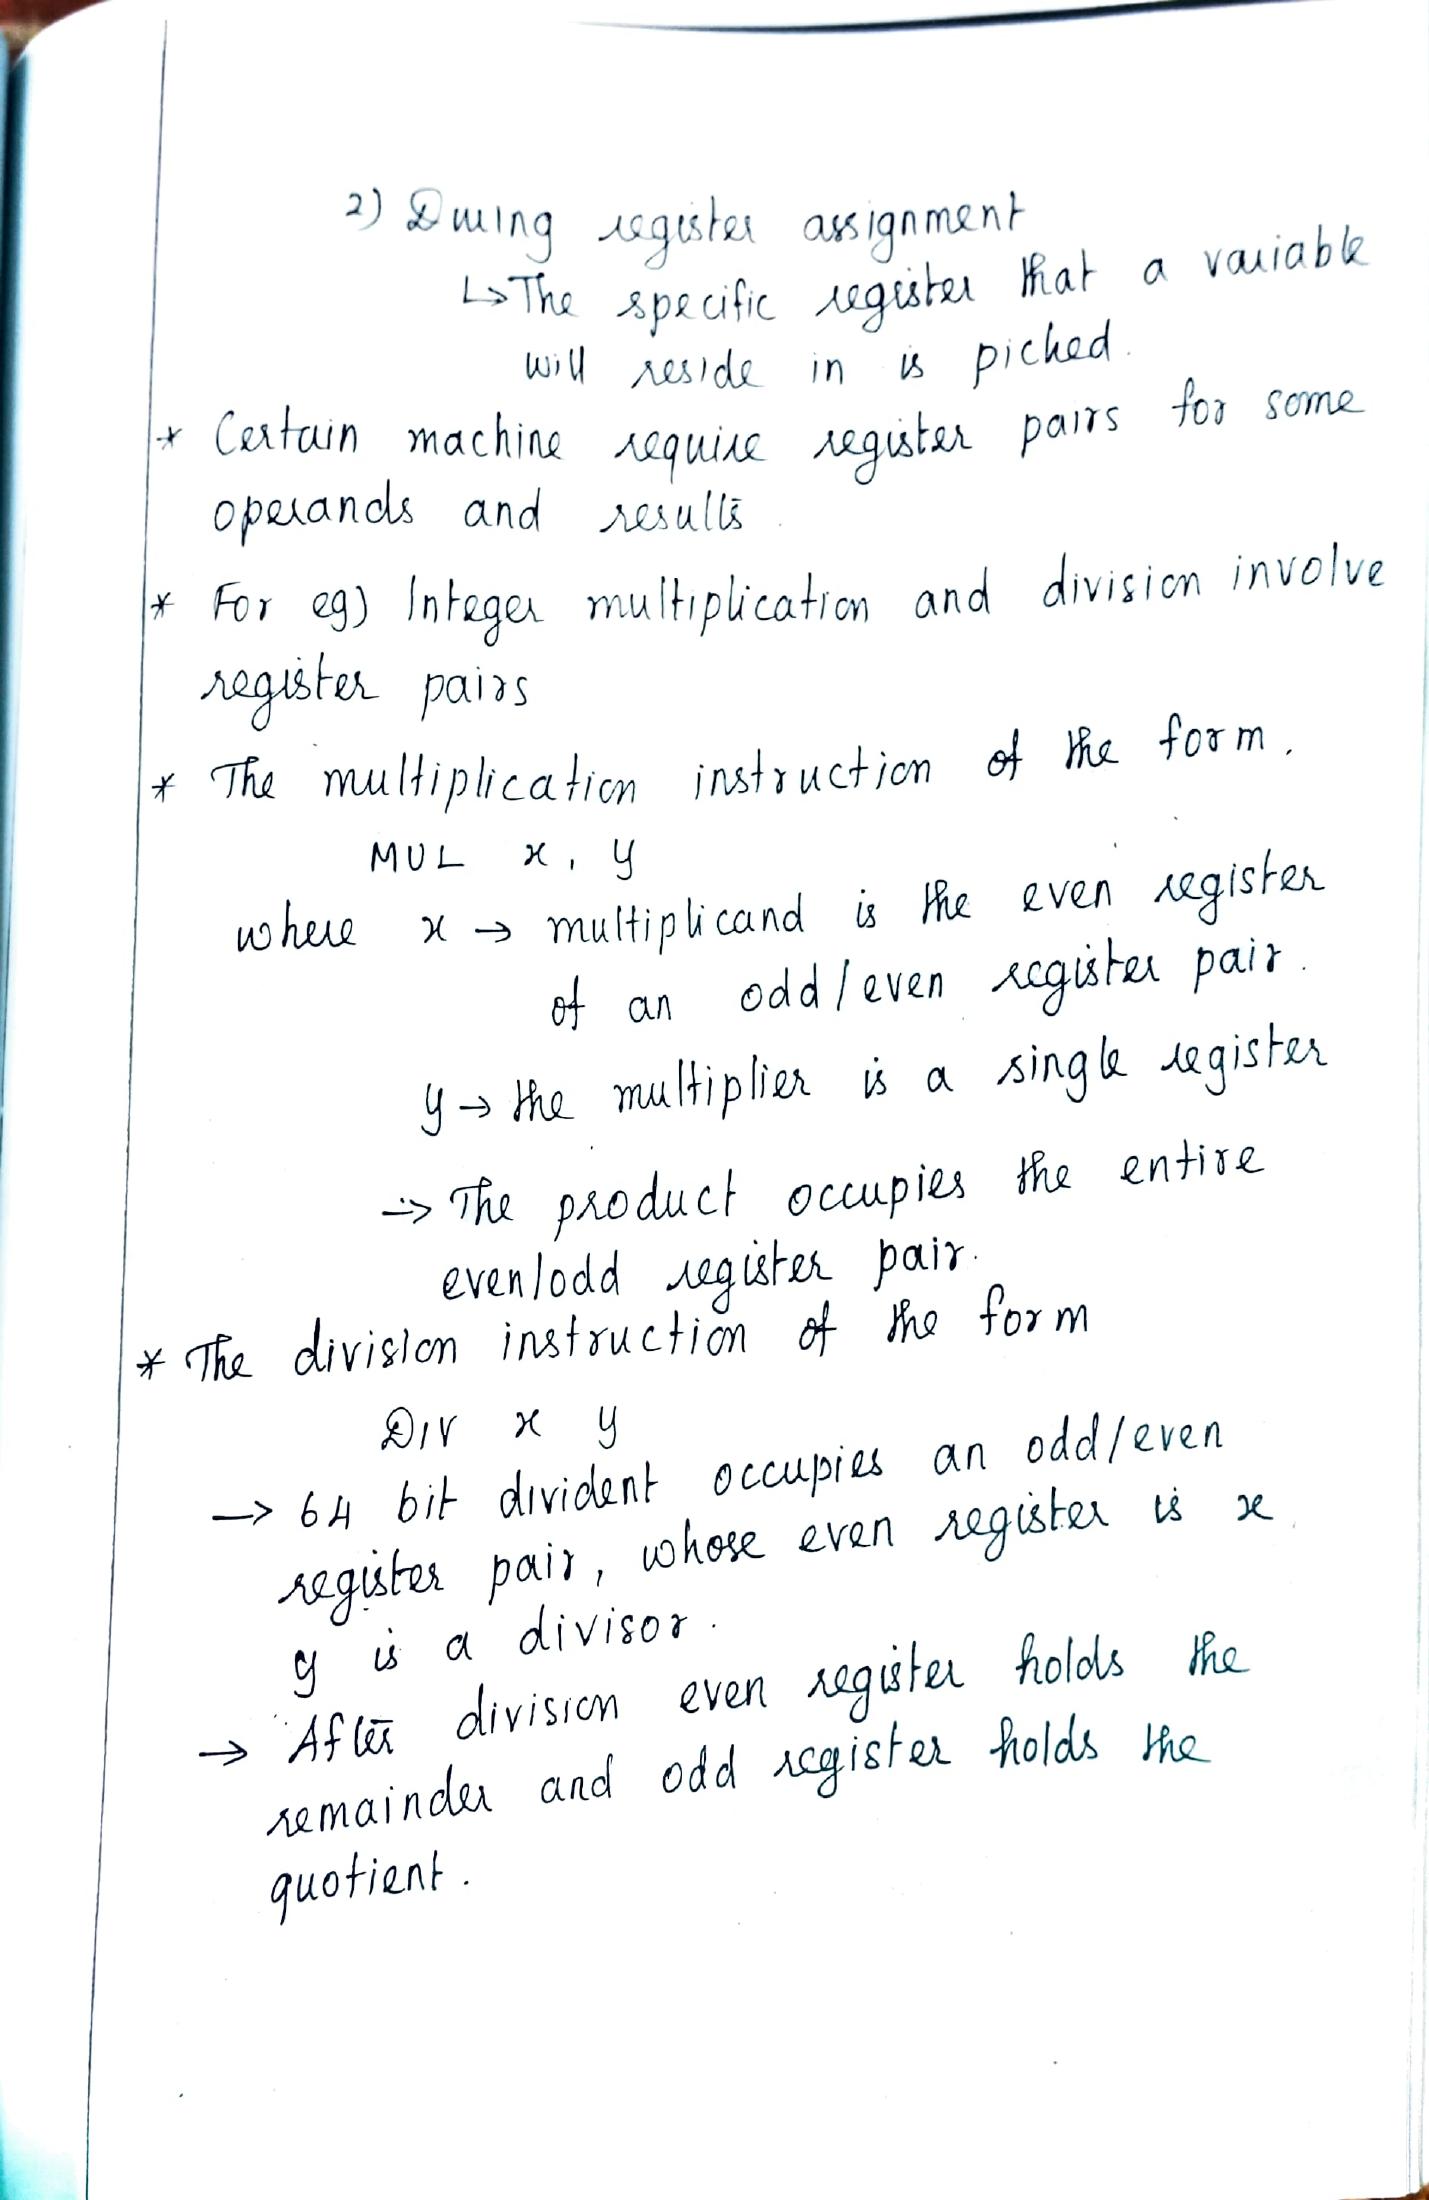 2) During register assignment
↳ The specific register that a variable
will reside in is picked.
* Certain machine require register pairs for some
operands and results
* For eg) Integer multiplication and division involve
register pairs
* The multiplication instruction of the form,
MUL x, y
where x → multiplicand is the even register
of an odd/even register pair.
y → the multiplier is a single register
⇒ The product occupies the entire
even/odd register pair.
* The division instruction of the form
DIV x y
→ 64 bit divident occupies an odd/even
register pair, whose even register is x
y is a divisor.
→ After division even register holds the
remainder and odd register holds the
quotient.